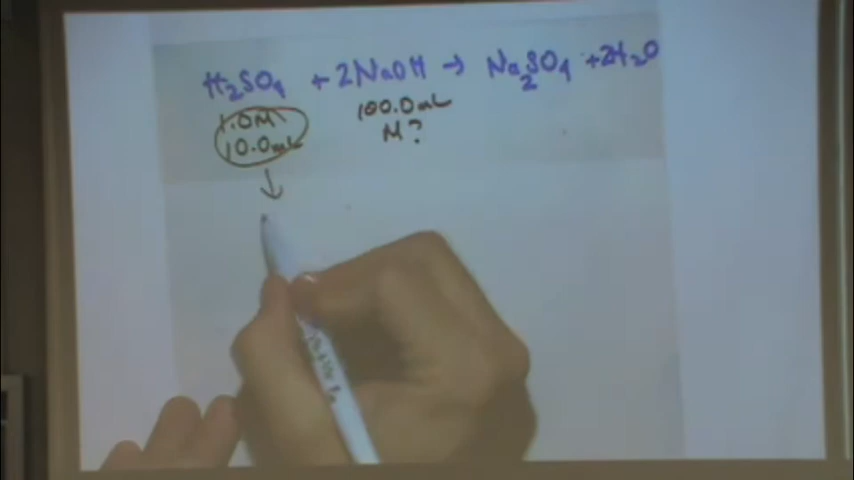 H₂SO₄ + 2NaOH → Na₂SO₄ + 2H₂O
1.0M 100.0mL
10.0mL M?